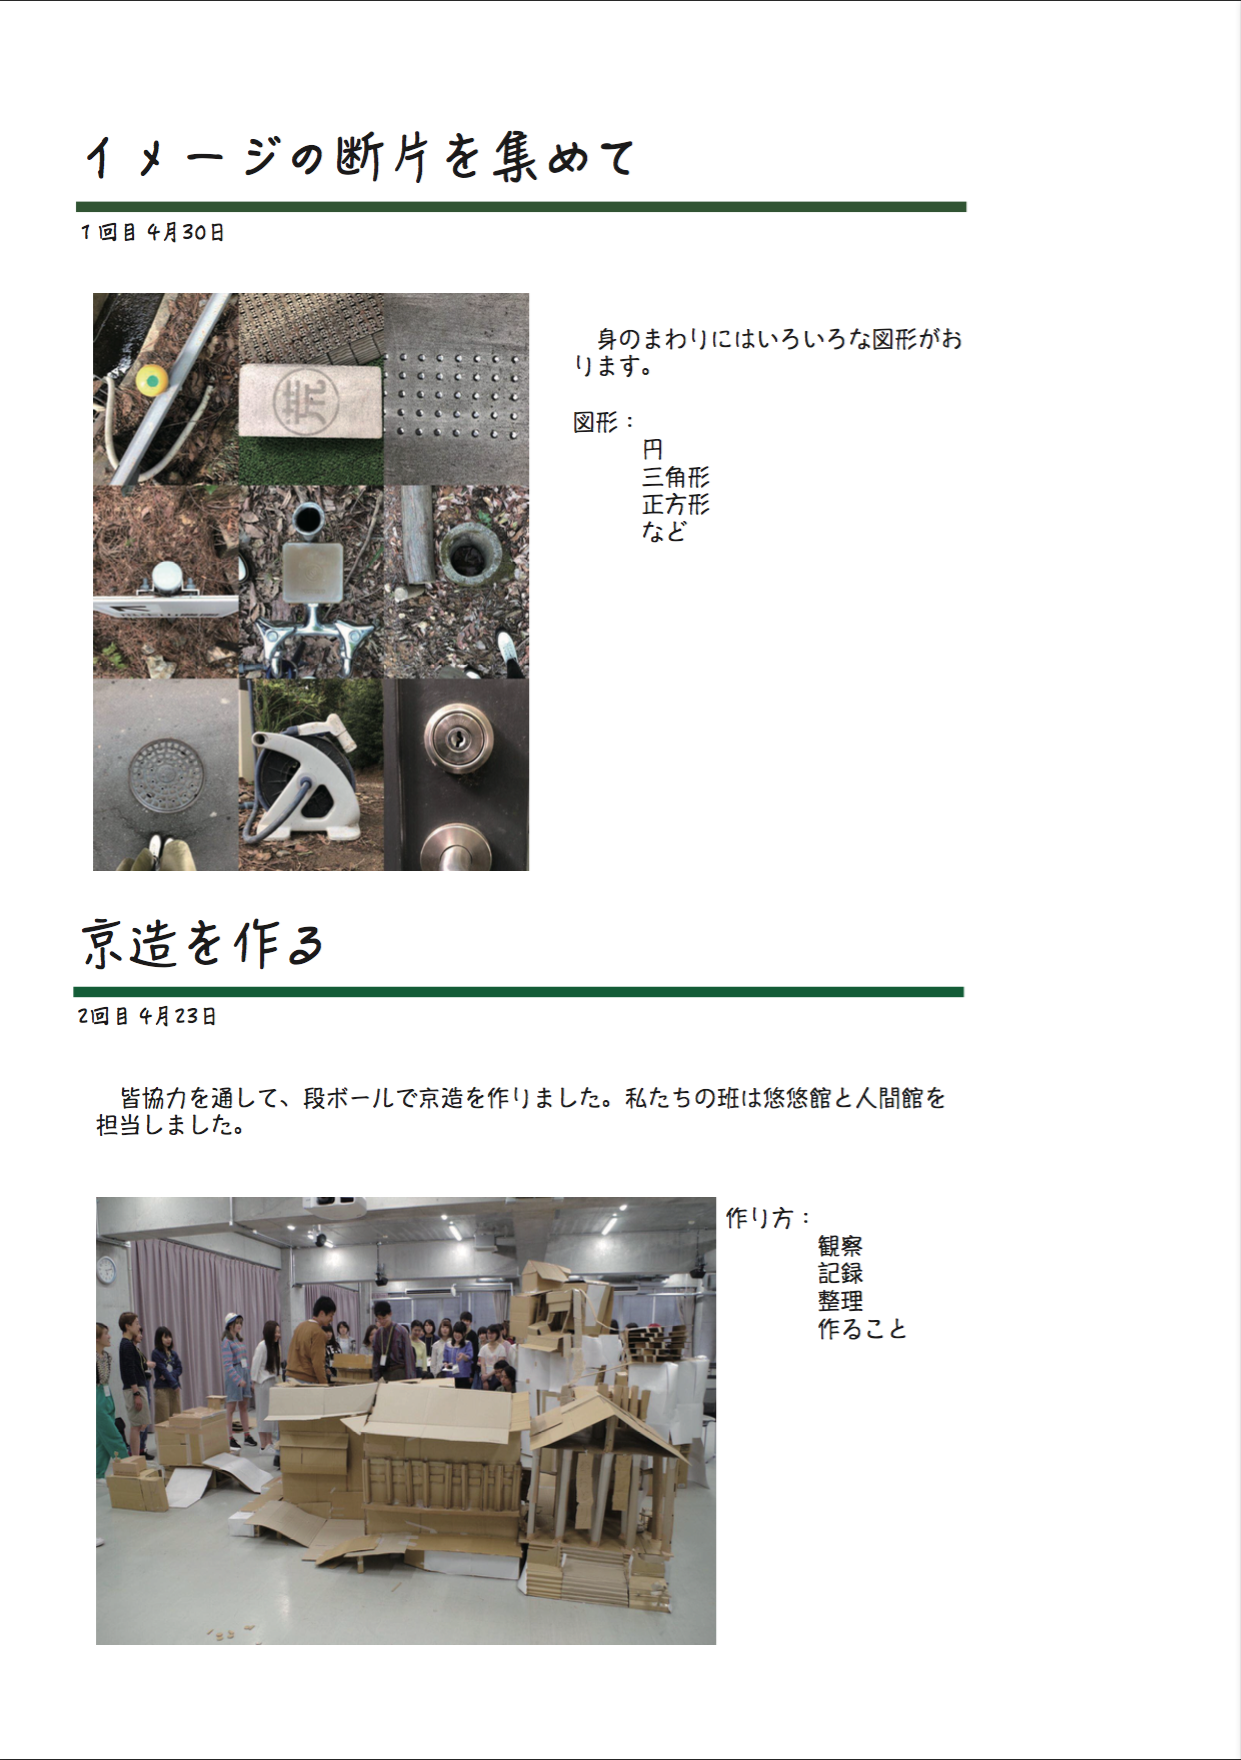 イメージの断片を集めて
1回目 4月30日
荒
身のまわりにはいろいろな図形がお
ります。
図形：
円
三角形
正方形
など
京造を作る
2回目 4月23日
皆協力を通して、段ボールで京造を作りました。私たちの班は悠悠館と人間館を
担当しました。
作り方：
観察
記録
整理
作ること